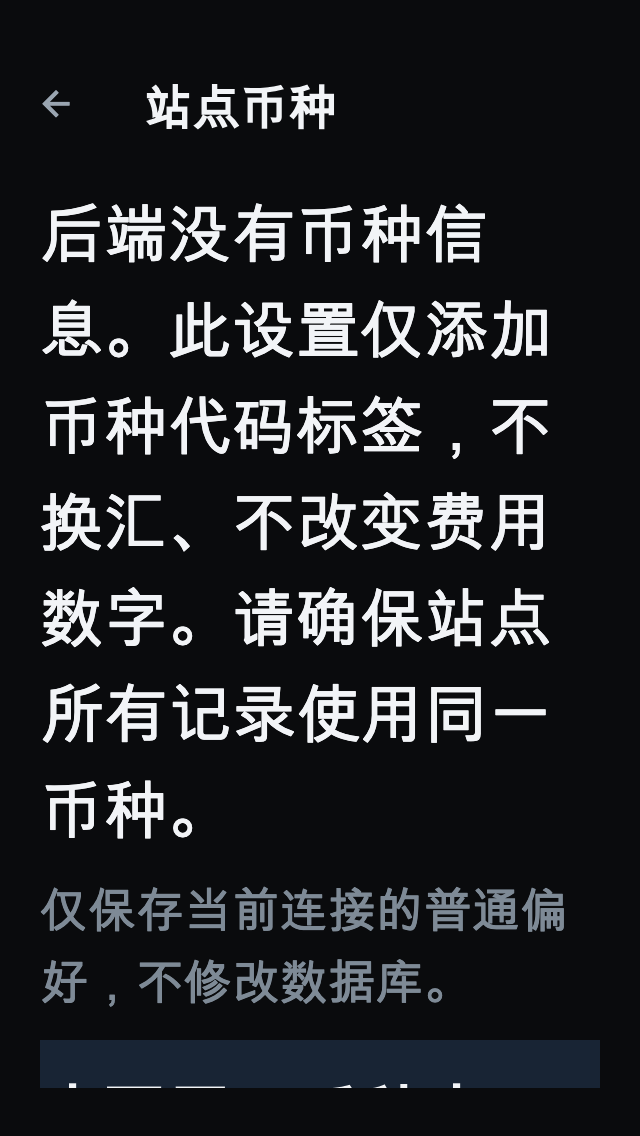 站点币种
后端没有币种信
息。此设置仅添加
币种代码标签，不
换汇、不改变费用
数字。请确保站点
所有记录使用同一
币种。
仅保存当前连接的普通偏
好，不修改数据库。